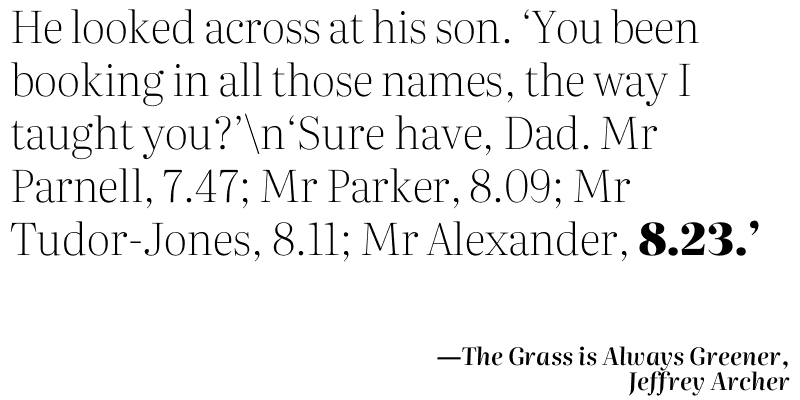 He looked across at his son. ‘You been
booking in all those names, the way I
taught you?’\n‘Sure have, Dad. Mr
Parnell, 7.47; Mr Parker, 8.09; Mr
Tudor-Jones, 8.11; Mr Alexander, 8.23.’
—The Grass is Always Greener,
Jeffrey Archer